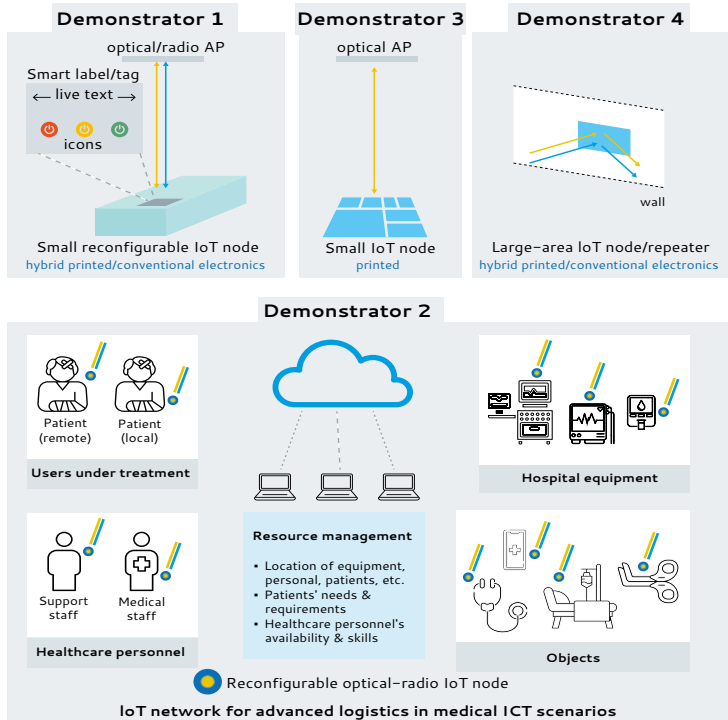 Demonstrator 1
optical/radio AP
Smart label/tag
live text
icons
Small reconfigurable IoT node
hybrid printed/conventional electronics
Demonstrator 3
optical AP
Small IoT node
printed
Demonstrator 4
wall
Large-area IoT node/repeater
hybrid printed/conventional electronics
Demonstrator 2
Patient
(remote)
Patient
(local)
Users under treatment
Support
staff
Medical
staff
Healthcare personnel
Resource management
▪ Location of equipment,
personal, patients, etc.
▪ Patients' needs &
requirements
▪ Healthcare personnel's
availability & skills
Hospital equipment
Objects
Reconfigurable optical-radio IoT node
IoT network for advanced logistics in medical ICT scenarios